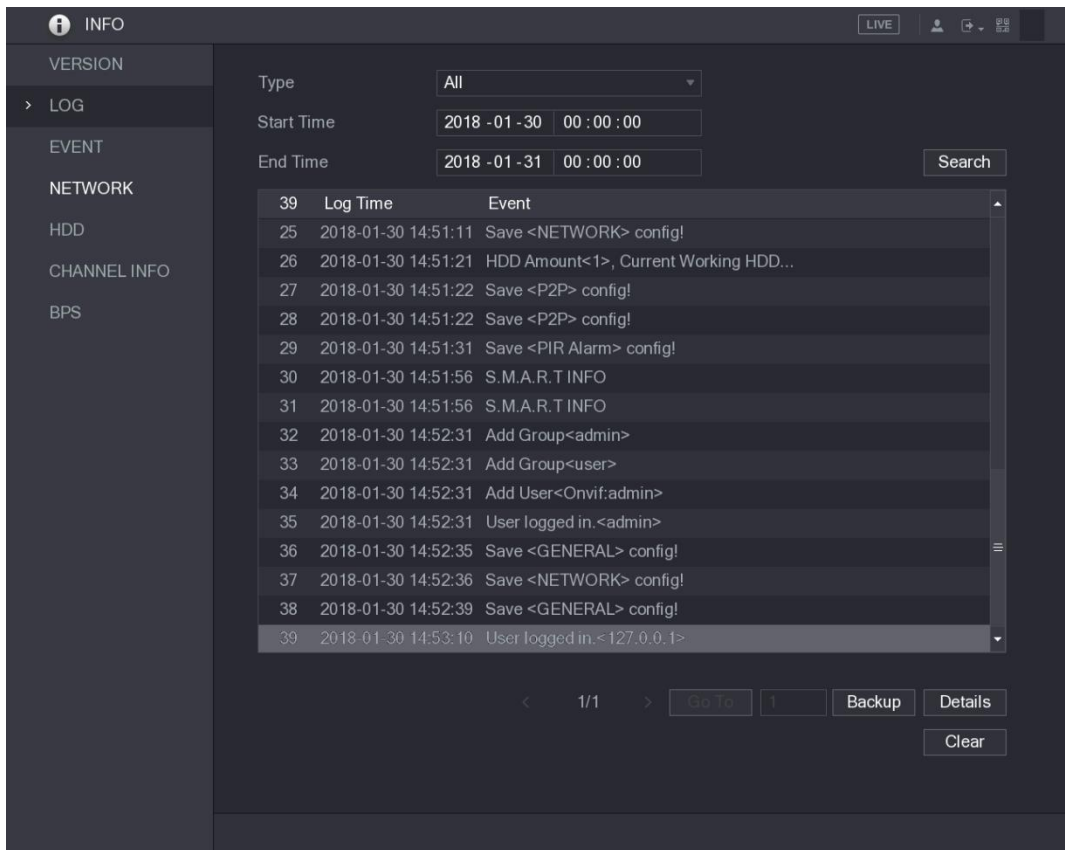 INFO LIVE
VERSION
LOG
EVENT
NETWORK
HDD
CHANNEL INFO
BPS
Type All
Start Time 2018 -01 -30 00 : 00 : 00
End Time 2018 -01 -31 00 : 00 : 00
Search
39 Log Time Event
25 2018-01-30 14:51:11 Save <NETWORK> config!
26 2018-01-30 14:51:21 HDD Amount<1>, Current Working HDD...
27 2018-01-30 14:51:22 Save <P2P> config!
28 2018-01-30 14:51:22 Save <P2P> config!
29 2018-01-30 14:51:31 Save <PIR Alarm> config!
30 2018-01-30 14:51:56 S.M.A.R.T INFO
31 2018-01-30 14:51:56 S.M.A.R.T INFO
32 2018-01-30 14:52:31 Add Group<admin>
33 2018-01-30 14:52:31 Add Group<user>
34 2018-01-30 14:52:31 Add User<Onvif:admin>
35 2018-01-30 14:52:31 User logged in.<admin>
36 2018-01-30 14:52:35 Save <GENERAL> config!
37 2018-01-30 14:52:36 Save <NETWORK> config!
38 2018-01-30 14:52:39 Save <GENERAL> config!
39 2018-01-30 14:53:10 User logged in.<127.0.0.1>
1/1 Go To 1 Backup Details
Clear